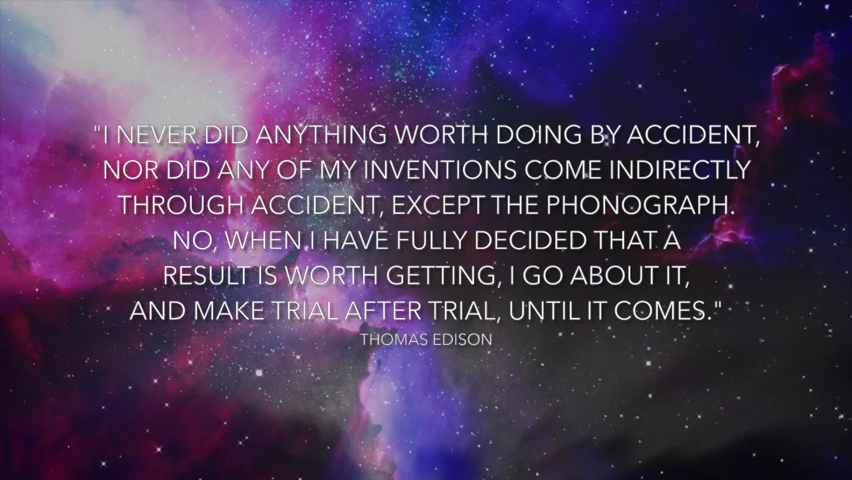 "I NEVER DID ANYTHING WORTH DOING BY ACCIDENT,
NOR DID ANY OF MY INVENTIONS COME INDIRECTLY
THROUGH ACCIDENT, EXCEPT THE PHONOGRAPH.
NO, WHEN I HAVE FULLY DECIDED THAT A
RESULT IS WORTH GETTING, I GO ABOUT IT,
AND MAKE TRIAL AFTER TRIAL, UNTIL IT COMES."
THOMAS EDISON